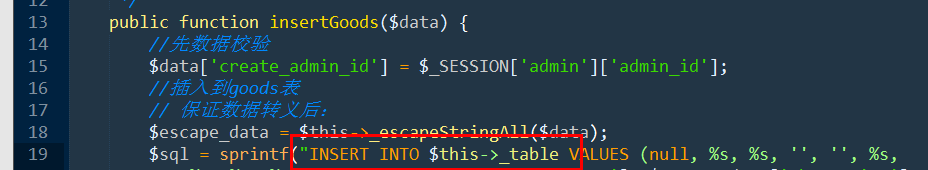 12 */
13 public function insertGoods($data) {
14 //先数据校验
15 $data['create_admin_id'] = $_SESSION['admin']['admin_id'];
16 //插入到goods表
17 // 保证数据转义后:
18 $escape_data = $this->_escapeStringAll($data);
19 $sql = sprintf("INSERT INTO $this->_table VALUES (null, %s, %s, '', '', %s,